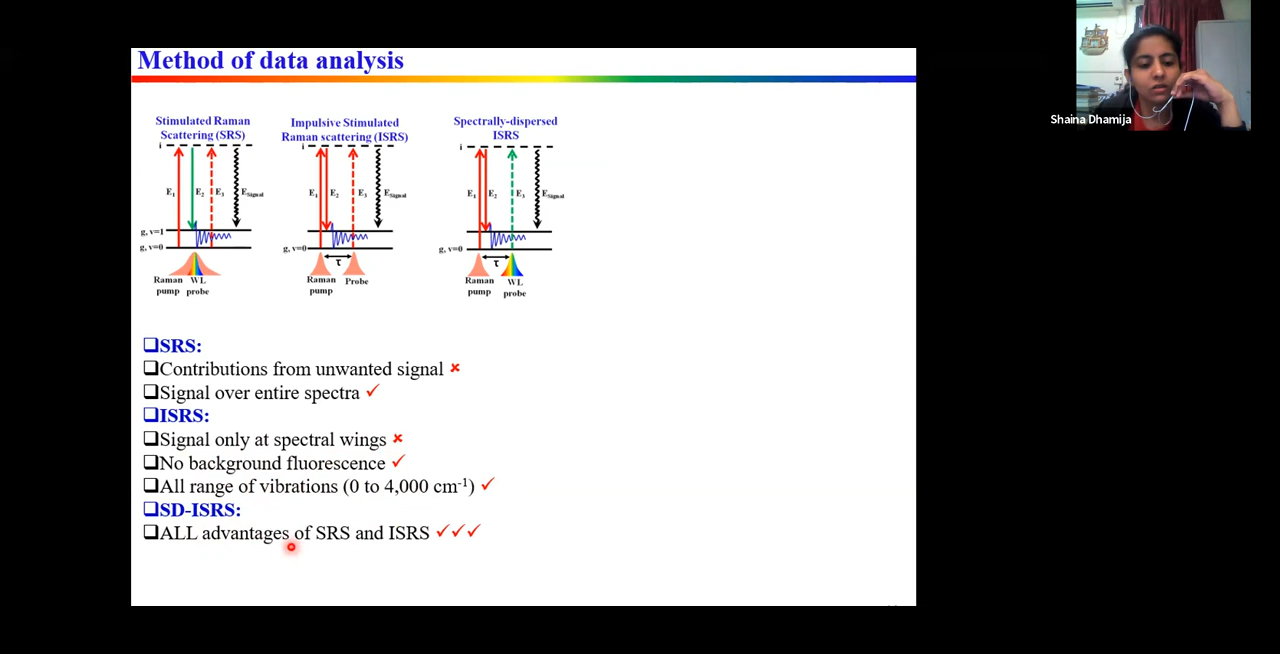 Method of data analysis
Shaina Dhamija
Stimulated Raman
Scattering (SRS)
i
E1
E2
E3
ESignal
g, v=1
g, v=0
Raman
pump
WL
probe
Impulsive Stimulated
Raman scattering (ISRS)
i
E1
E2
E3
ESignal
g, v=0
τ
Raman
pump
Probe
Spectrally-dispersed
ISRS
i
E1
E2
E3
ESignal
g, v=0
τ
Raman
pump
WL
probe
❑SRS:
❑Contributions from unwanted signal ✘
❑Signal over entire spectra ✓
❑ISRS:
❑Signal only at spectral wings ✘
❑No background fluorescence ✓
❑All range of vibrations (0 to 4,000 cm⁻¹) ✓
❑SD-ISRS:
❑ALL advantages of SRS and ISRS ✓✓✓